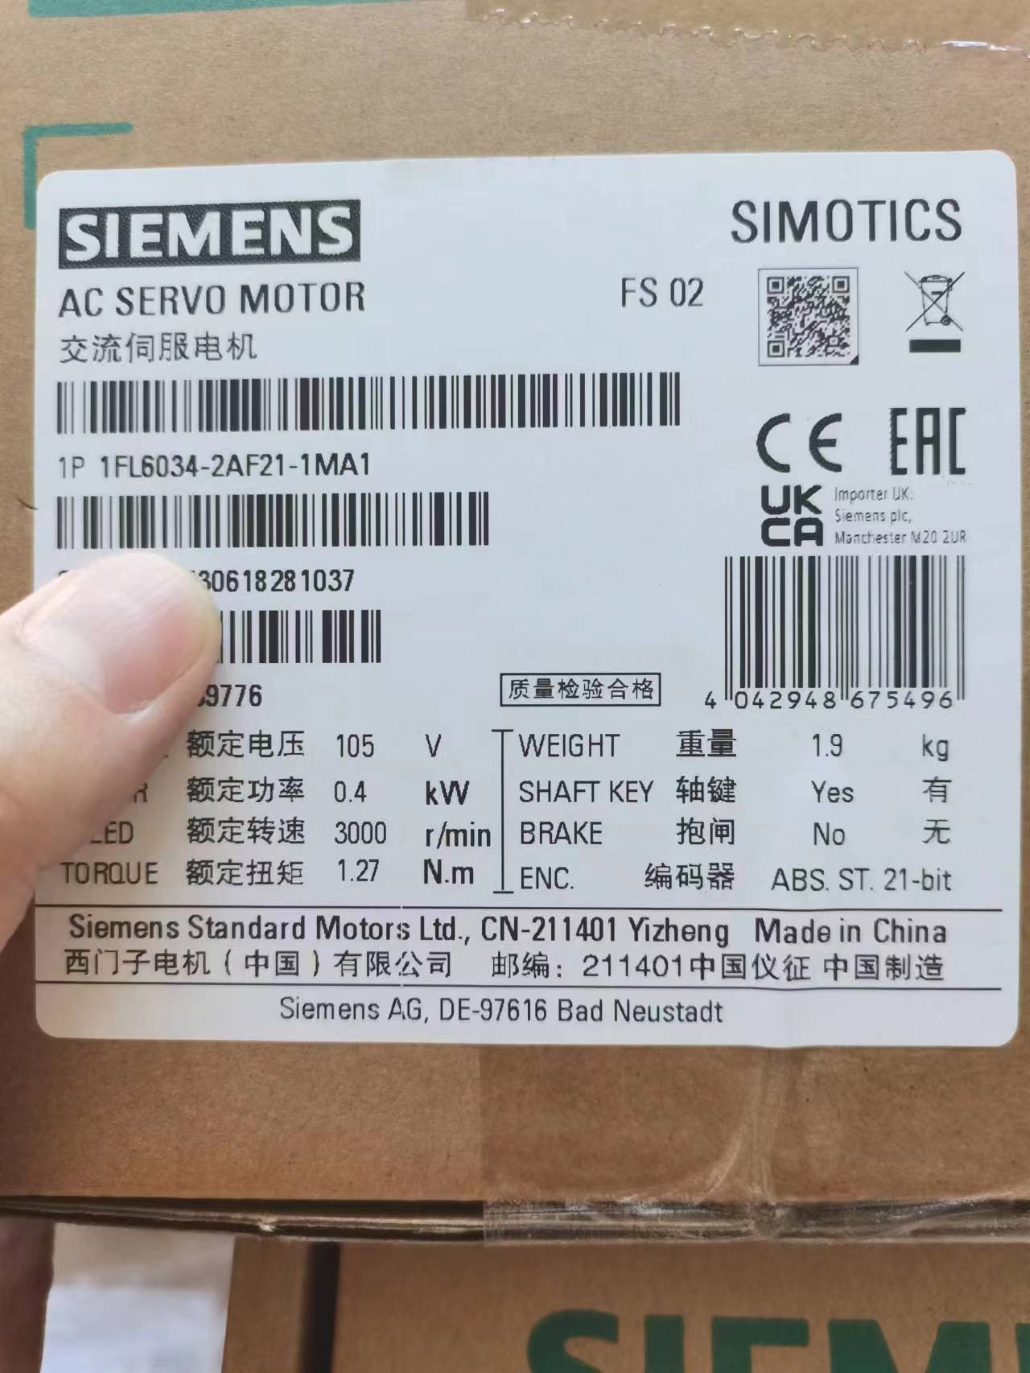 SIEMENS
SIMOTICS
AC SERVO MOTOR
FS 02
交流伺服电机
1P 1FL6034-2AF21-1MA1
CE EAC
UK CA
Importer UK:
Siemens plc,
Manchester M20 2UR
30618281037
9776
质量检验合格
4 042948 675496
额定电压 105 V
WEIGHT 重量 1.9 kg
额定功率 0.4 kW
SHAFT KEY 轴键 Yes 有
额定转速 3000 r/min
BRAKE 抱闸 No 无
TORQUE 额定扭矩 1.27 N.m
ENC. 编码器 ABS. ST. 21-bit
Siemens Standard Motors Ltd., CN-211401 Yizheng Made in China
西门子电机（中国）有限公司 邮编：211401中国仪征 中国制造
Siemens AG, DE-97616 Bad Neustadt
SIEM